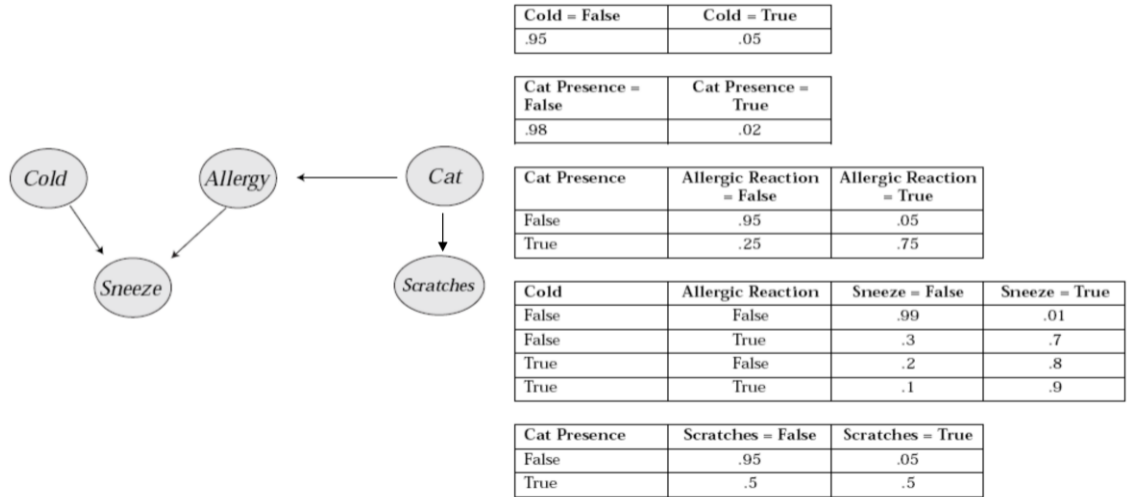 Cold = False Cold = True
.95 .05
Cat Presence = False Cat Presence = True
.98 .02
Cold Allergy Cat
Sneeze Scratches
Cat Presence Allergic Reaction = False Allergic Reaction = True
False .95 .05
True .25 .75
Cold Allergic Reaction Sneeze = False Sneeze = True
False False .99 .01
False True .3 .7
True False .2 .8
True True .1 .9
Cat Presence Scratches = False Scratches = True
False .95 .05
True .5 .5